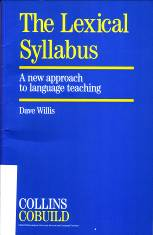 The Lexical
Syllabus
A new approach
to language teaching
Dave Willis
COLLINS
COBUILD